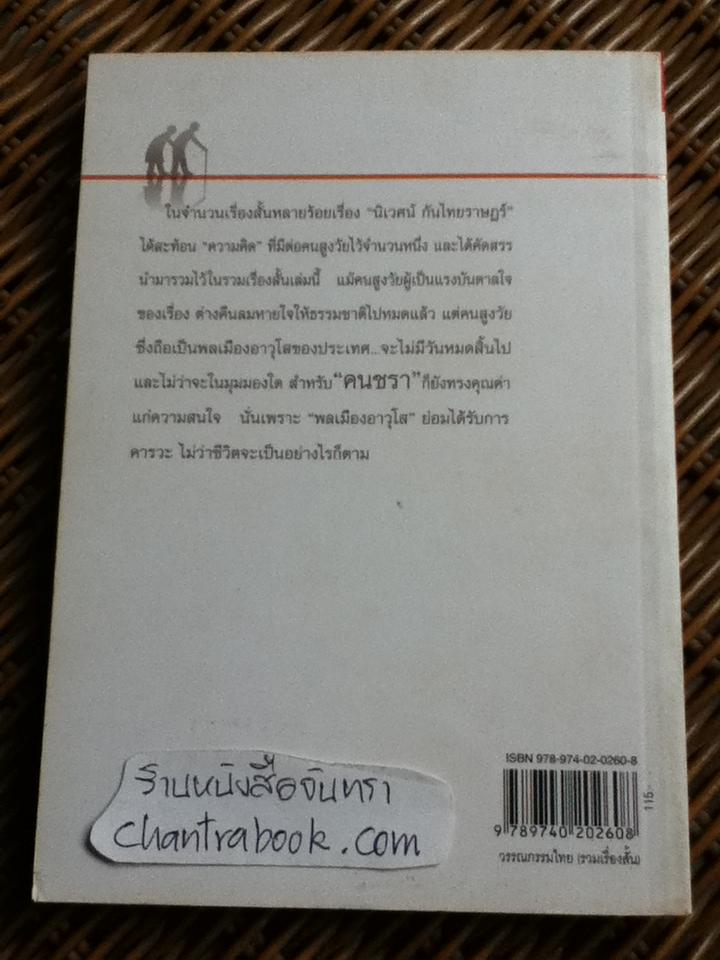 ในจำนวนเรื่องสั้นหลายร้อยเรื่อง "นิเวศน์ กันไทยราษฎร์"
ได้สะท้อน "ความคิด" ที่มีต่อคนสูงวัยไว้จำนวนหนึ่ง และได้คัดสรร
นำมารวมไว้ในรวมเรื่องสั้นเล่มนี้ แม้คนสูงวัยผู้เป็นแรงบันดาลใจ
ของเรื่อง ต่างคืนลมหายใจให้ธรรมชาติไปหมดแล้ว แต่คนสูงวัย
ซึ่งถือเป็นพลเมืองอาวุโสของประเทศ...จะไม่มีวันหมดสิ้นไป
และไม่ว่าจะในมุมมองใด สำหรับ "คนชรา" ก็ยังทรงคุณค่า
แก่ความสนใจ นั่นเพราะ "พลเมืองอาวุโส" ย่อมได้รับการ
คารวะ ไม่ว่าชีวิตจะเป็นอย่างไรก็ตาม
ร้านหนังสือจันทรา
chantrabook.com
ISBN 978-974-02-0260-8
9 789740 202608
115.-
วรรณกรรมไทย (รวมเรื่องสั้น)